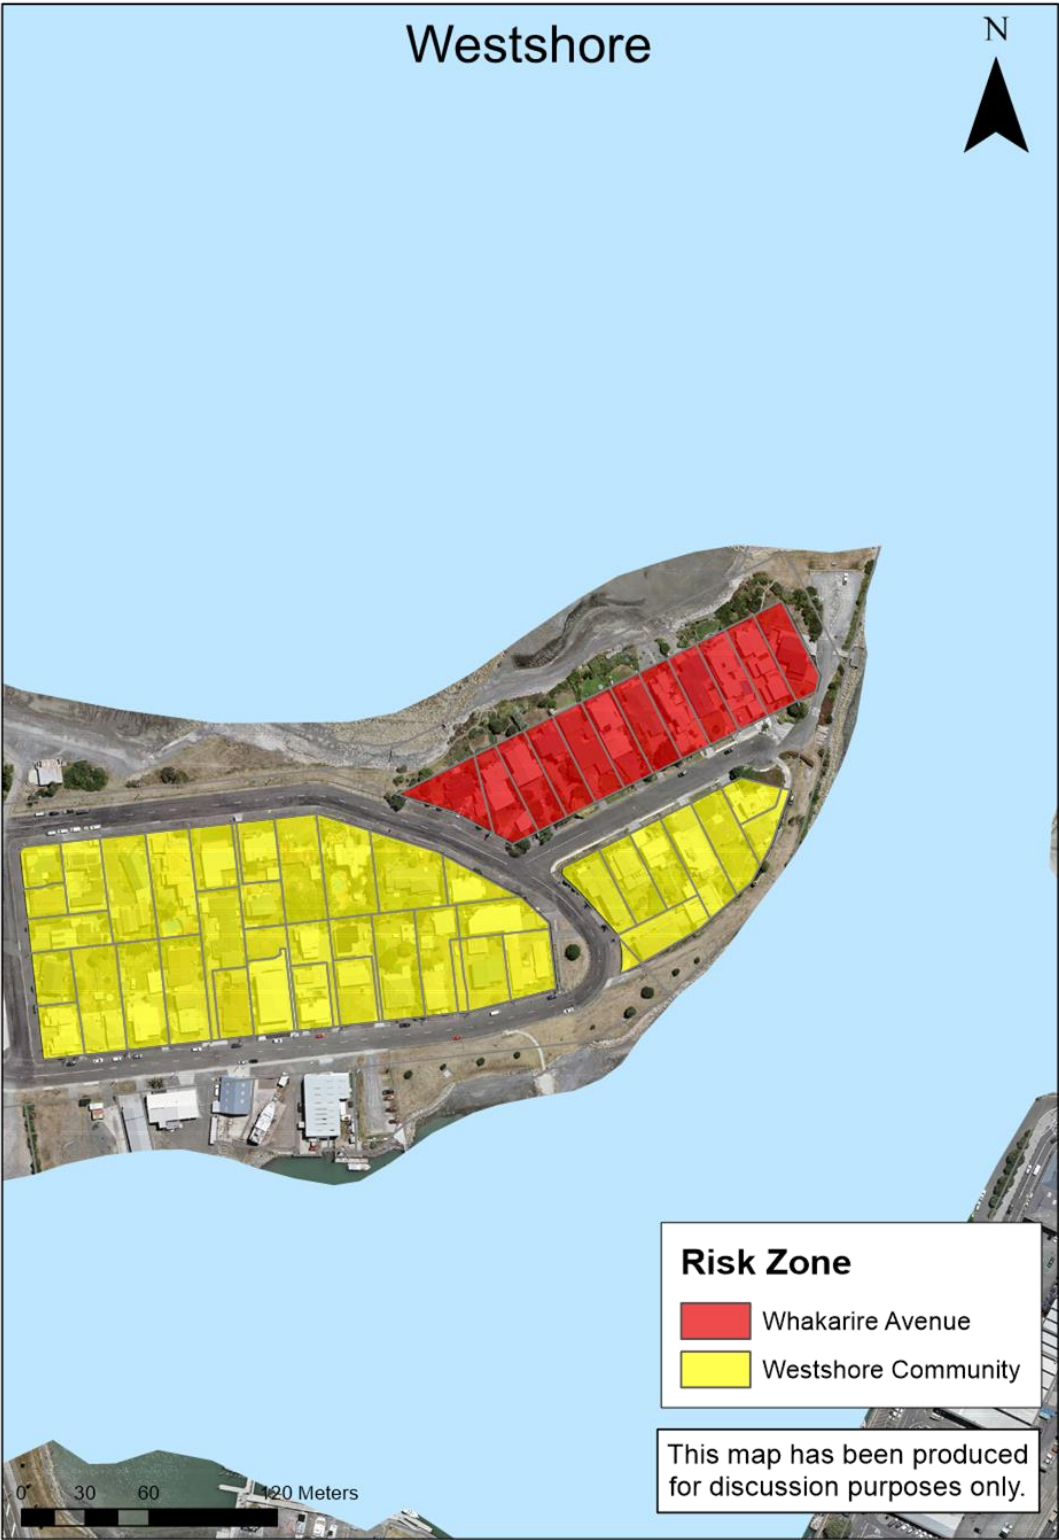 Westshore
N
Risk Zone
Whakarire Avenue
Westshore Community
This map has been produced
for discussion purposes only.
0 30 60 120 Meters